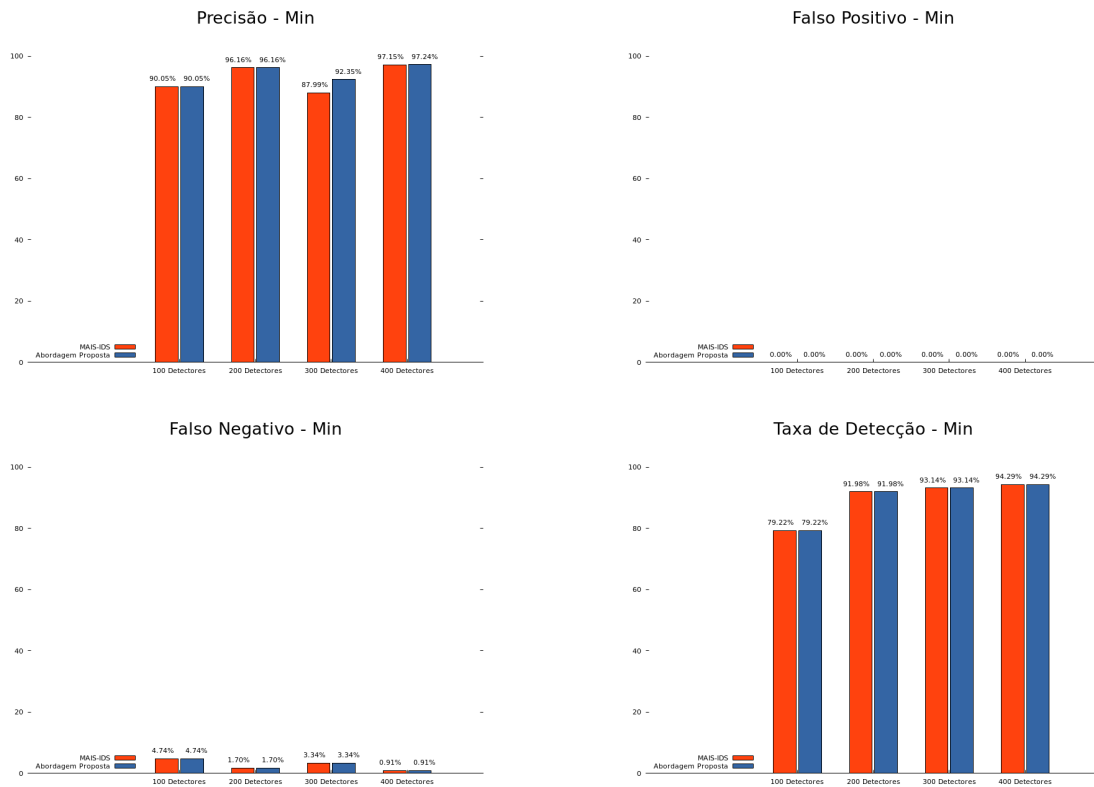 Precisão - Min
100
80
60
40
20
0
90.05% 90.05%
96.16% 96.16%
87.99% 92.35%
97.15% 97.24%
MAIS-IDS
Abordagem Proposta
100 Detectores 200 Detectores 300 Detectores 400 Detectores
Falso Positivo - Min
100
80
60
40
20
0
0.00% 0.00% 0.00% 0.00% 0.00% 0.00% 0.00% 0.00%
MAIS-IDS
Abordagem Proposta
100 Detectores 200 Detectores 300 Detectores 400 Detectores
Falso Negativo - Min
100
80
60
40
20
0
4.74% 4.74%
1.70% 1.70%
3.34% 3.34%
0.91% 0.91%
MAIS-IDS
Abordagem Proposta
100 Detectores 200 Detectores 300 Detectores 400 Detectores
Taxa de Detecção - Min
100
80
60
40
20
0
79.22% 79.22%
91.98% 91.98%
93.14% 93.14%
94.29% 94.29%
MAIS-IDS
Abordagem Proposta
100 Detectores 200 Detectores 300 Detectores 400 Detectores